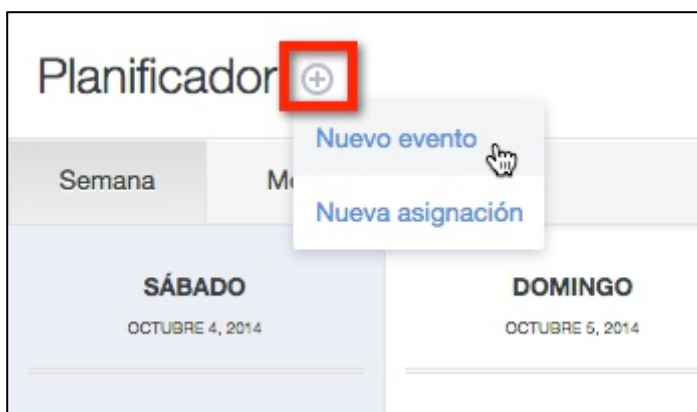 Planificador
Nuevo evento
Semana
Nueva asignación
SÁBADO
DOMINGO
OCTUBRE 4, 2014
OCTUBRE 5, 2014